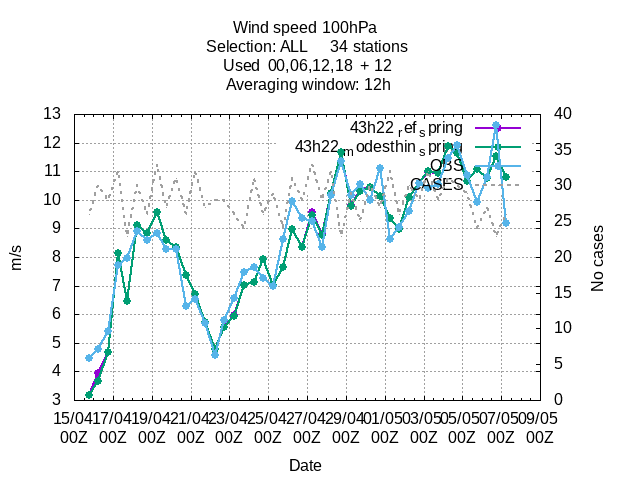 Wind speed 100hPa
Selection: ALL 34 stations
Used 00,06,12,18 + 12
Averaging window: 12h
43h22ref spring
43h22modesthin spring
OBS
CASES
m/s
13
12
11
10
9
8
7
6
5
4
3
No cases
40
35
30
25
20
15
10
5
0
15/04 17/04 19/04 21/04 23/04 25/04 27/04 29/04 01/05 03/05 05/05 07/05 09/05
00Z 00Z 00Z 00Z 00Z 00Z 00Z 00Z 00Z 00Z 00Z 00Z 00Z
Date